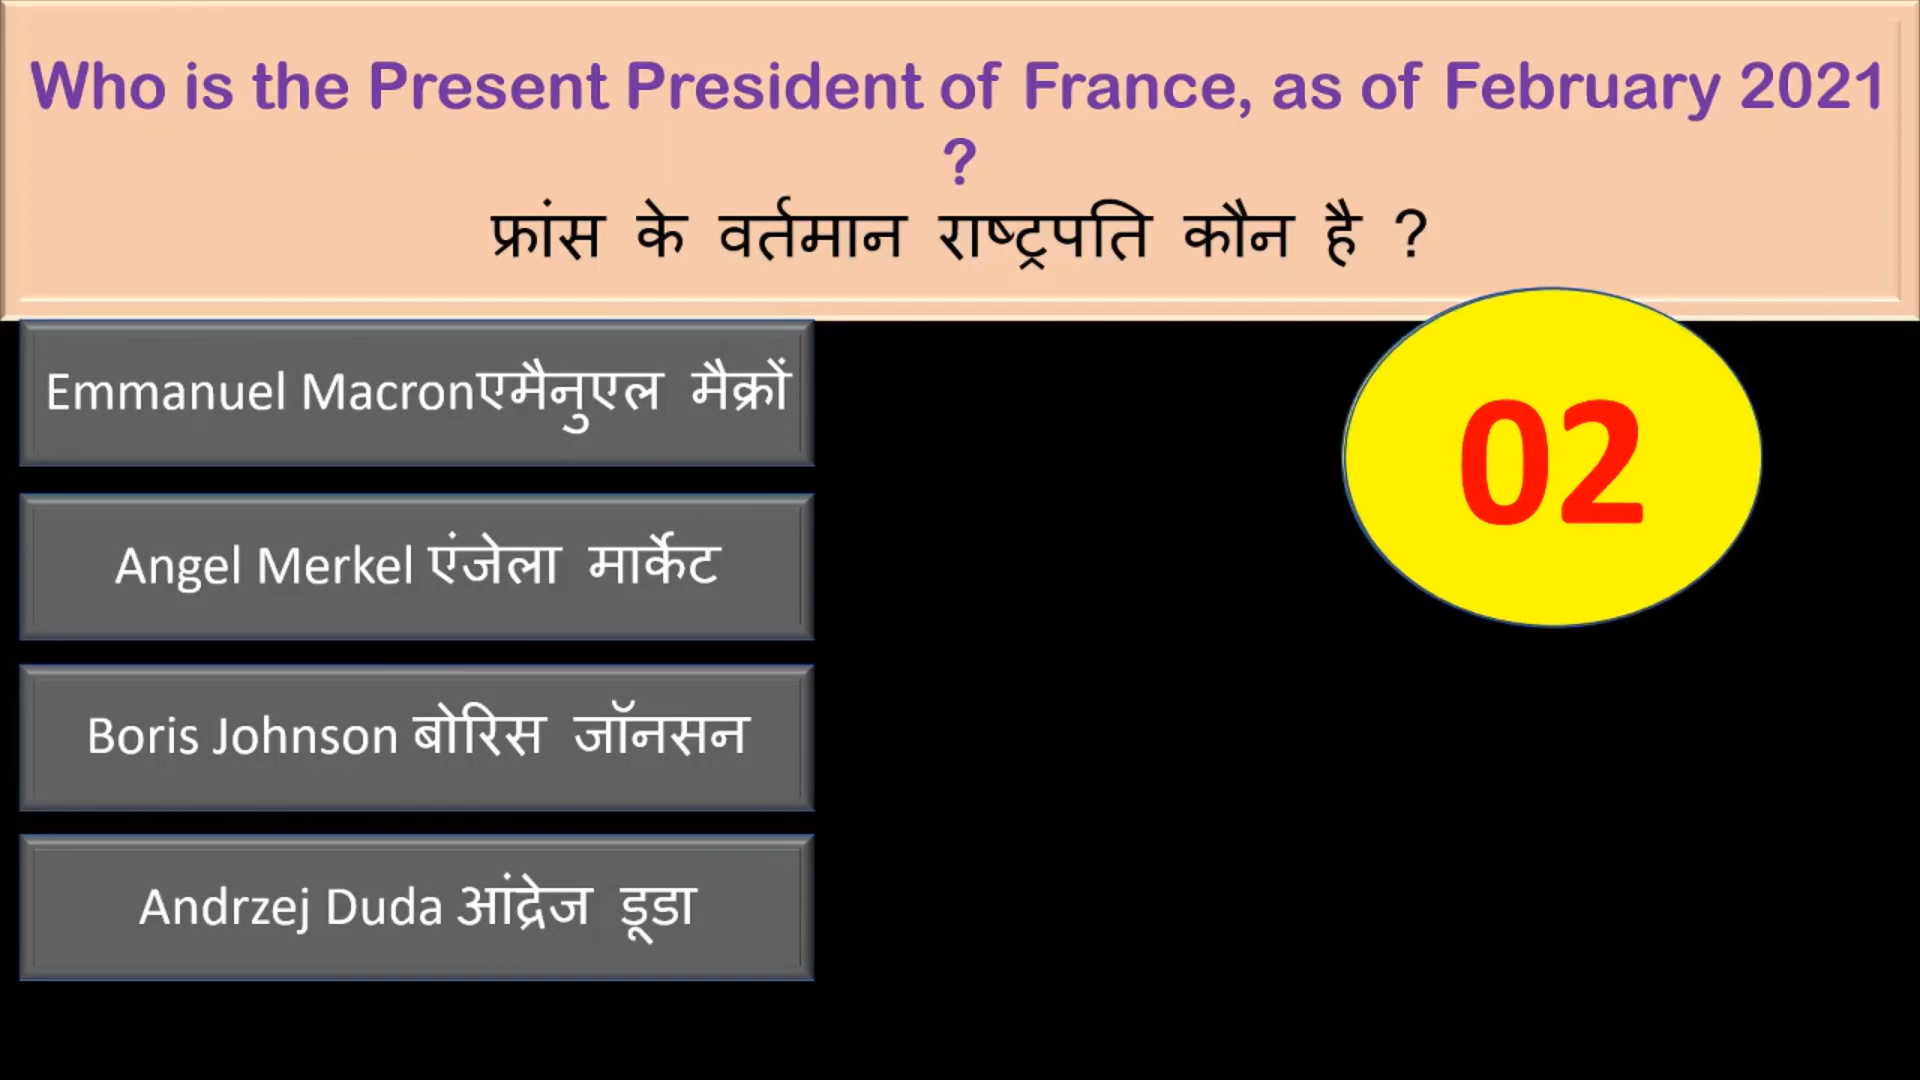 Who is the Present President of France, as of February 2021
?
फ्रांस के वर्तमान राष्ट्रपति कौन है ?
Emmanuel Macronएमैनुएल मैक्रों
02
Angel Merkel एंजेला मार्केट
Boris Johnson बोरिस जॉनसन
Andrzej Duda आंद्रेज डूडा